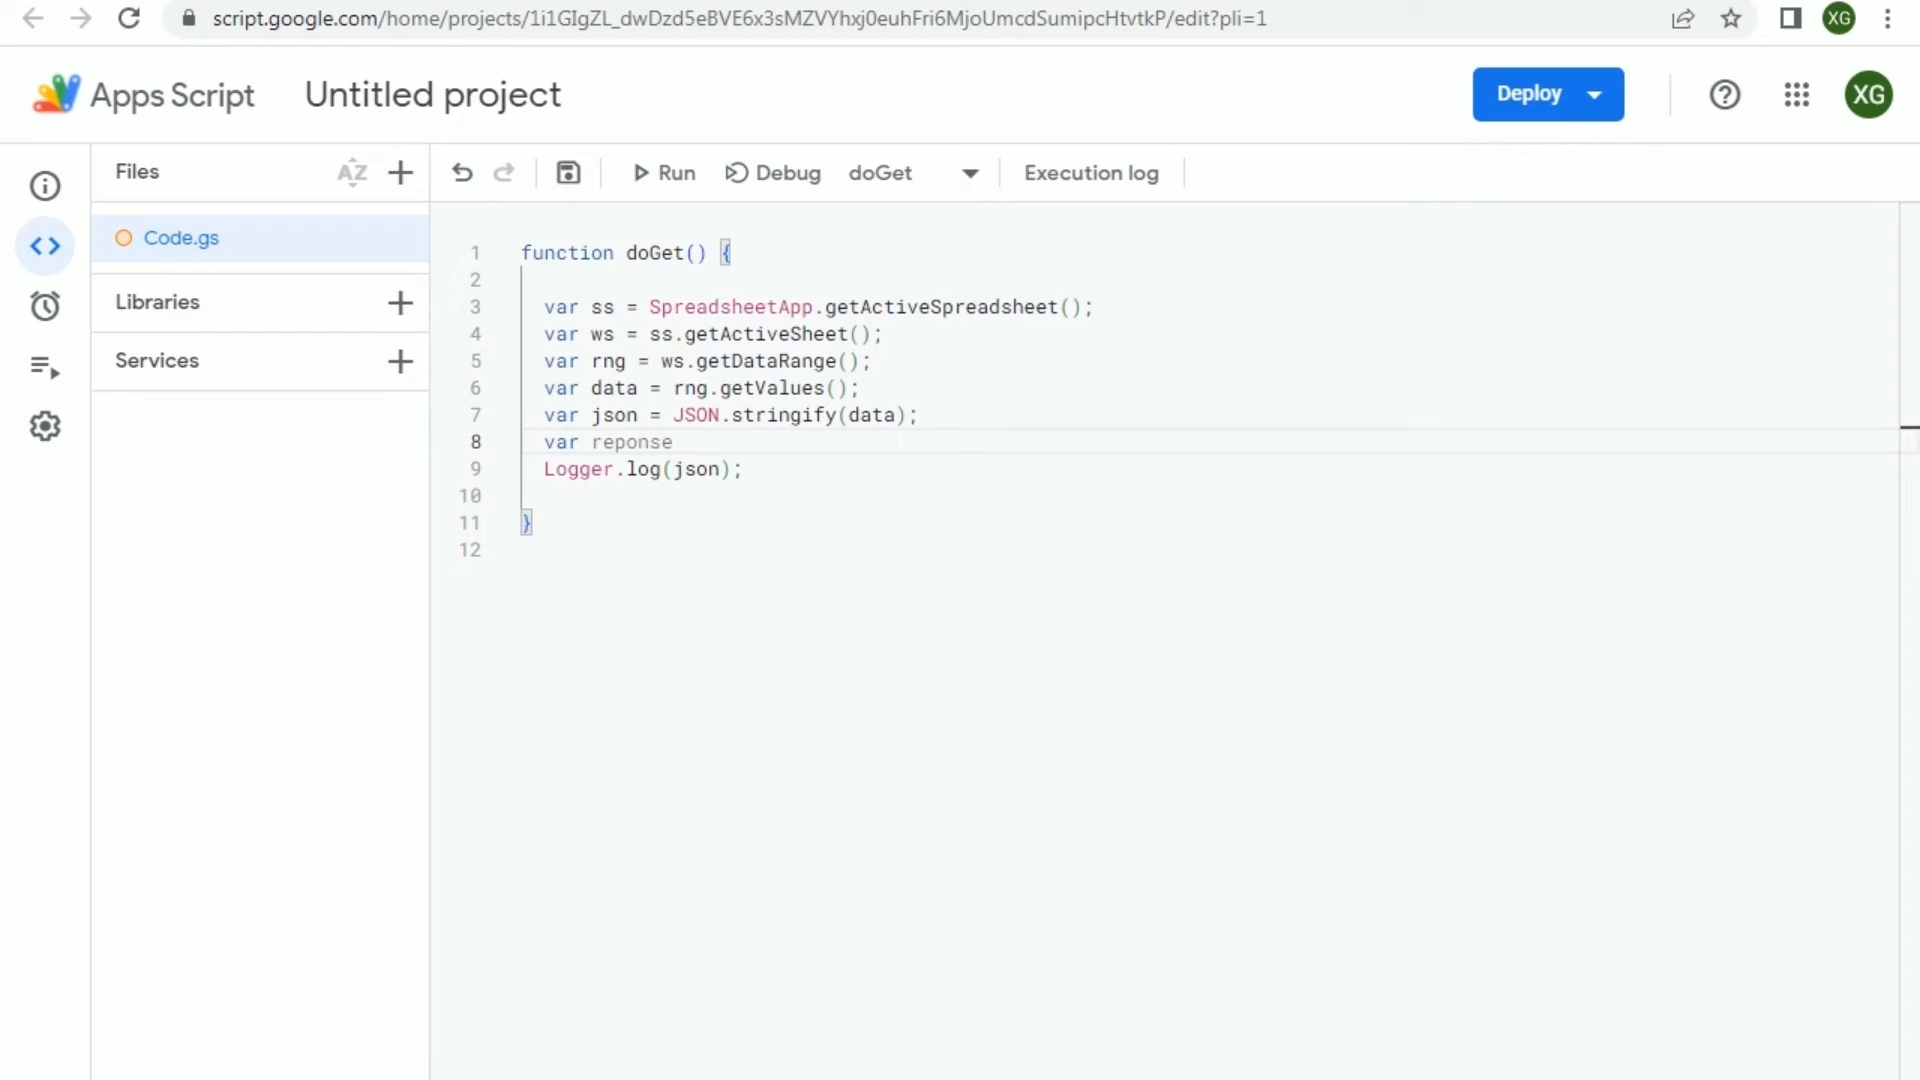 script.google.com/home/projects/1i1GIgZL_dwDzd5eBVE6x3sMZVYhxj0euhFri6MjoUmcdSumipcHtvtkP/edit?pli=1
XG
Apps Script
Untitled project
Deploy
XG
Files
AZ
Run
Debug
doGet
Execution log
Code.gs
Libraries
Services
1 function doGet() {
2
3 var ss = SpreadsheetApp.getActiveSpreadsheet();
4 var ws = ss.getActiveSheet();
5 var rng = ws.getDataRange();
6 var data = rng.getValues();
7 var json = JSON.stringify(data);
8 var reponse
9 Logger.log(json);
10
11 }
12